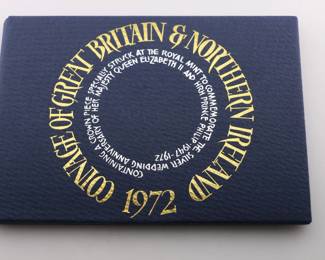 COINAGE OF GREAT BRITAIN & NORTHERN IRELAND
1972
CONTAINING A CROWN PIECE SPECIALLY STRUCK AT THE ROYAL MINT TO COMMEMORATE THE SILVER WEDDING ANNIVERSARY OF HER MAJESTY QUEEN ELIZABETH II AND HRH PRINCE PHILIP 1947-1972